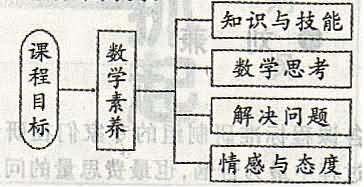 课程目标
数学素养
知识与技能
数学思考
解决问题
情感与态度